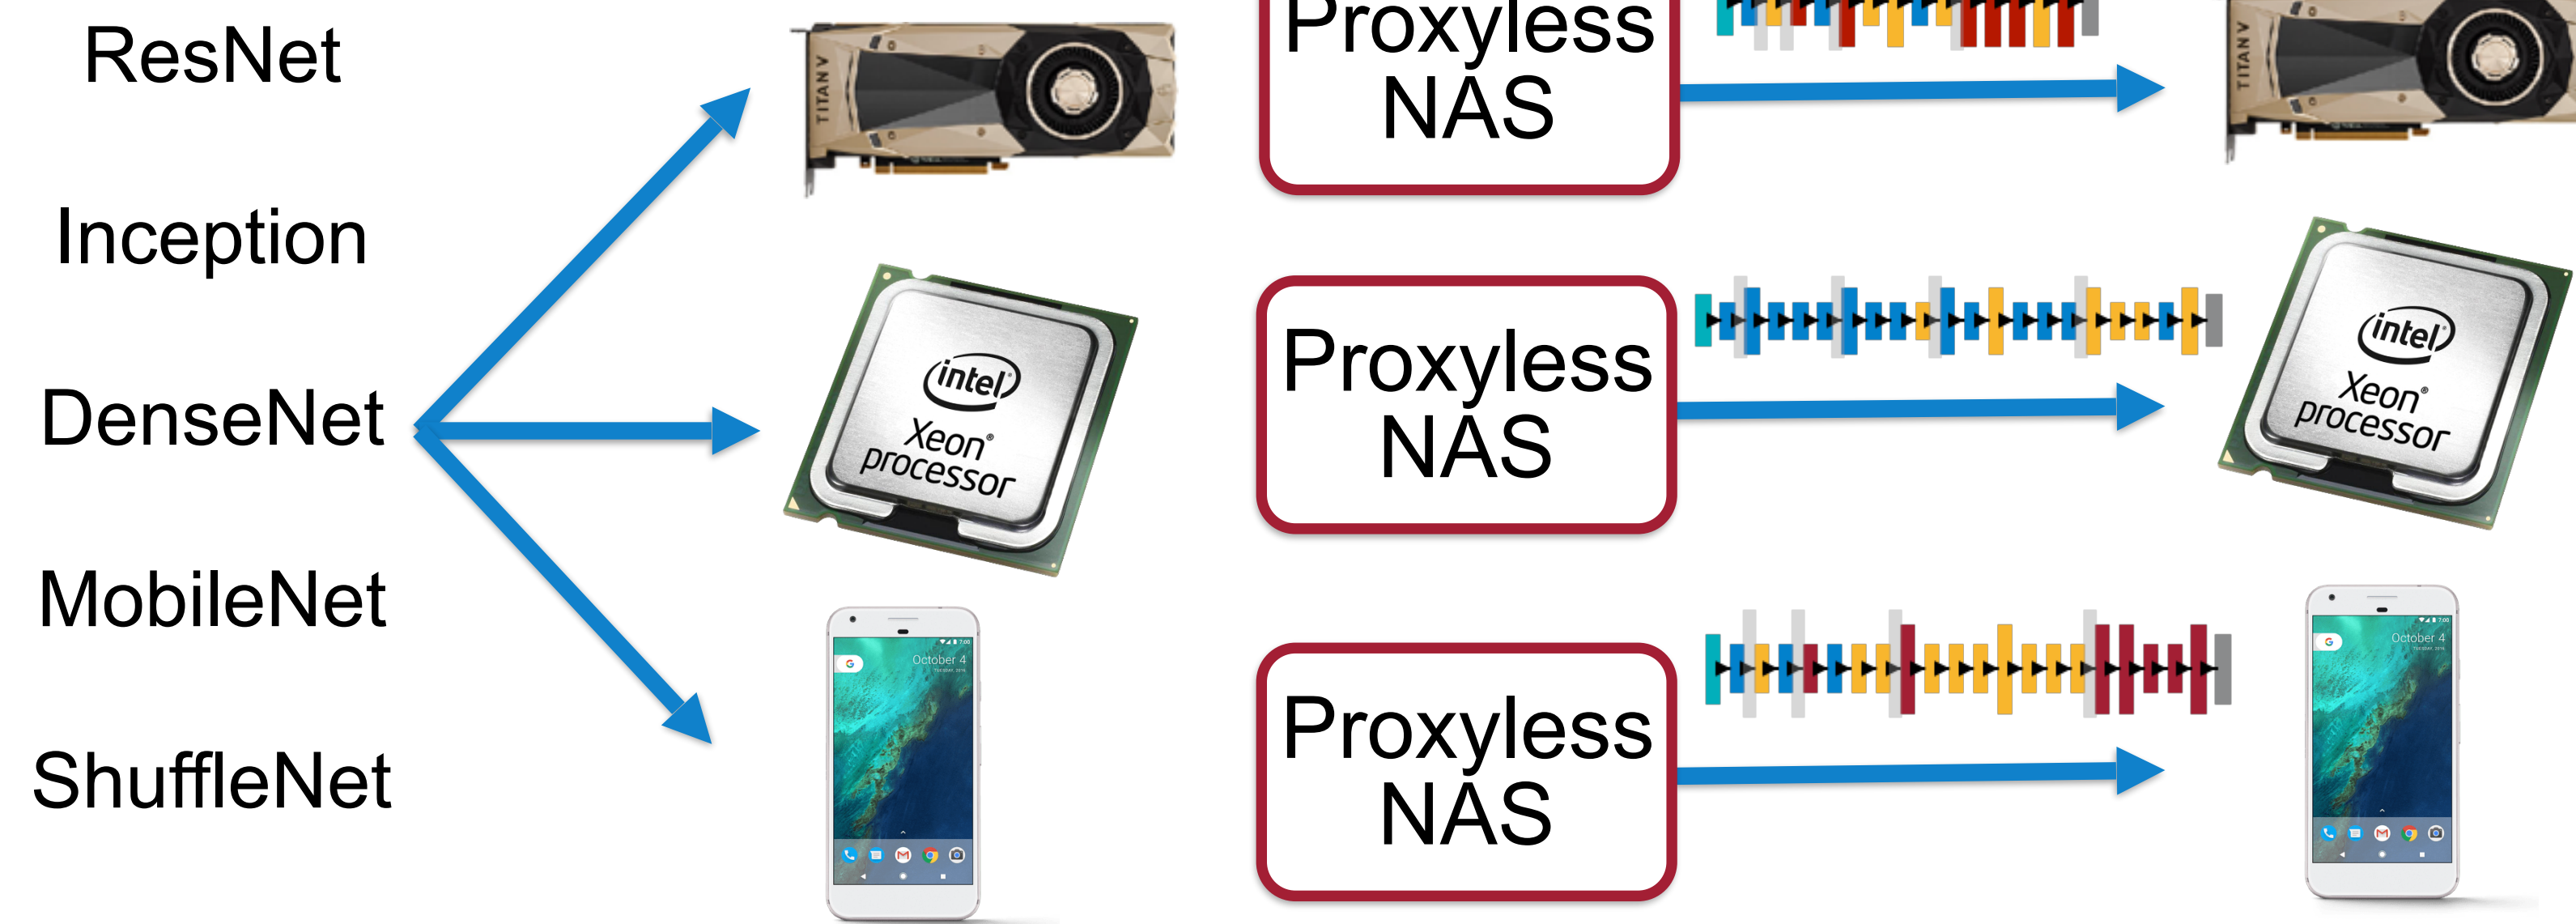 ResNet
Inception
DenseNet
MobileNet
ShuffleNet
TITAN V
intel
Xeon®
processor
October 4
Proxyless
NAS
Proxyless
NAS
Proxyless
NAS
TITAN V
intel
Xeon®
processor
October 4